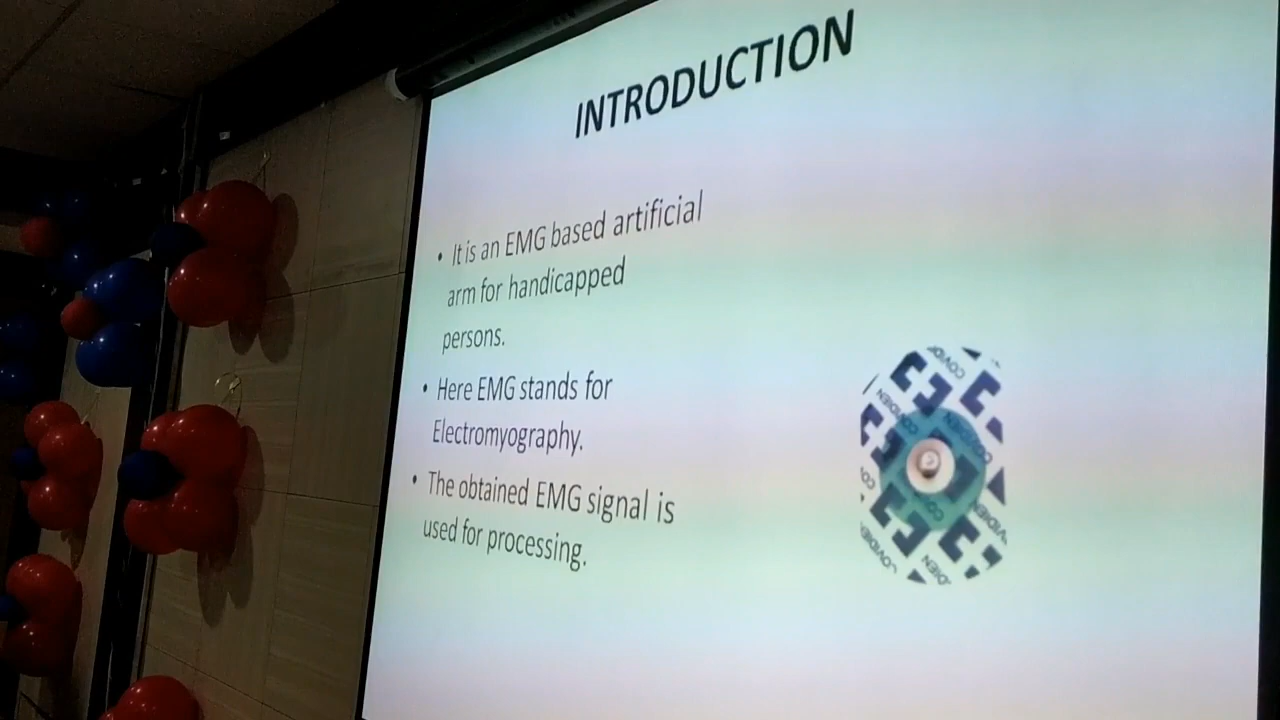 INTRODUCTION
• It is an EMG based artificial
arm for handicapped
persons.
• Here EMG stands for
Electromyography.
• The obtained EMG signal is
used for processing.
COVIDIEN